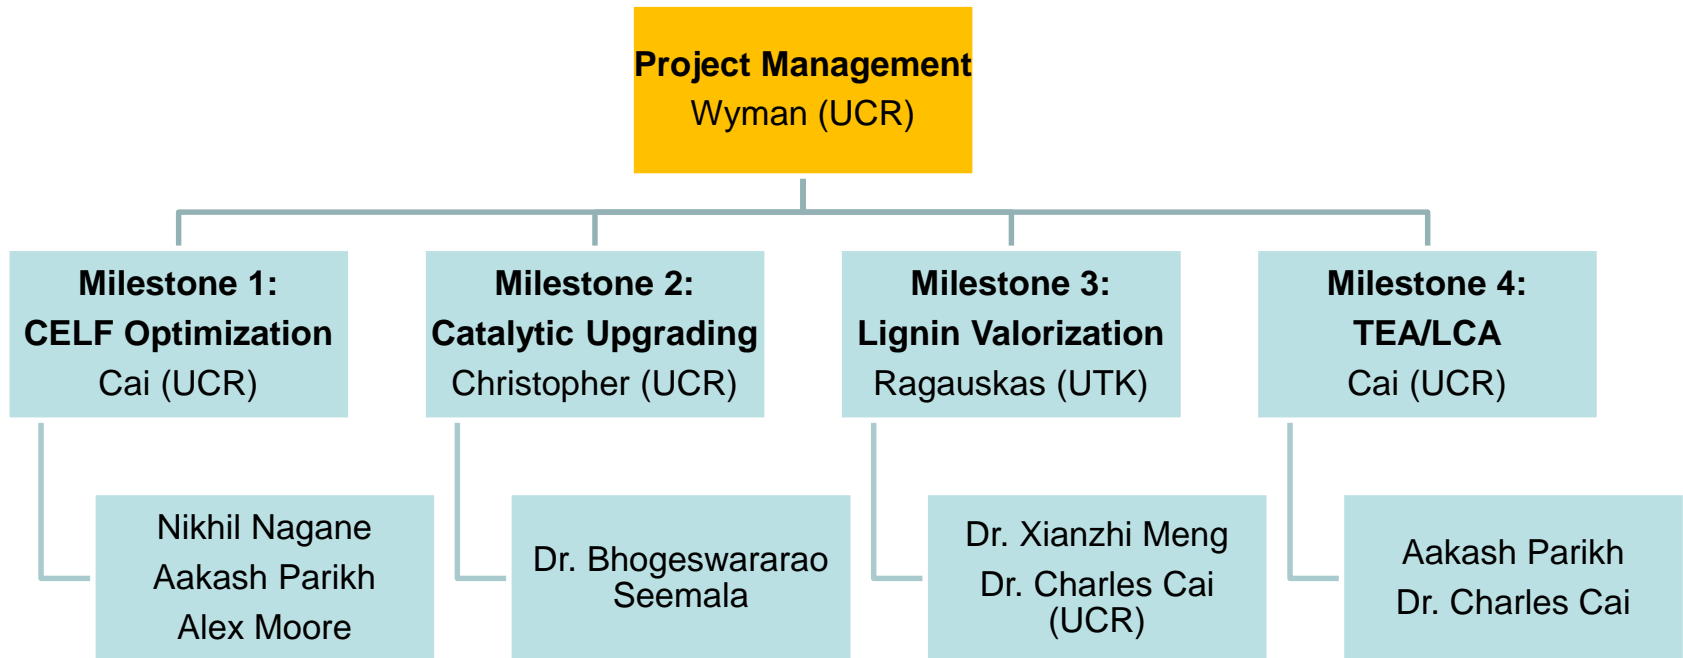 Project Management
Wyman (UCR)
Milestone 1:
CELF Optimization
Cai (UCR)
Milestone 2:
Catalytic Upgrading
Christopher (UCR)
Milestone 3:
Lignin Valorization
Ragauskas (UTK)
Milestone 4:
TEA/LCA
Cai (UCR)
Nikhil Nagane
Aakash Parikh
Alex Moore
Dr. Bhogeswararao
Seemala
Dr. Xianzhi Meng
Dr. Charles Cai
(UCR)
Aakash Parikh
Dr. Charles Cai